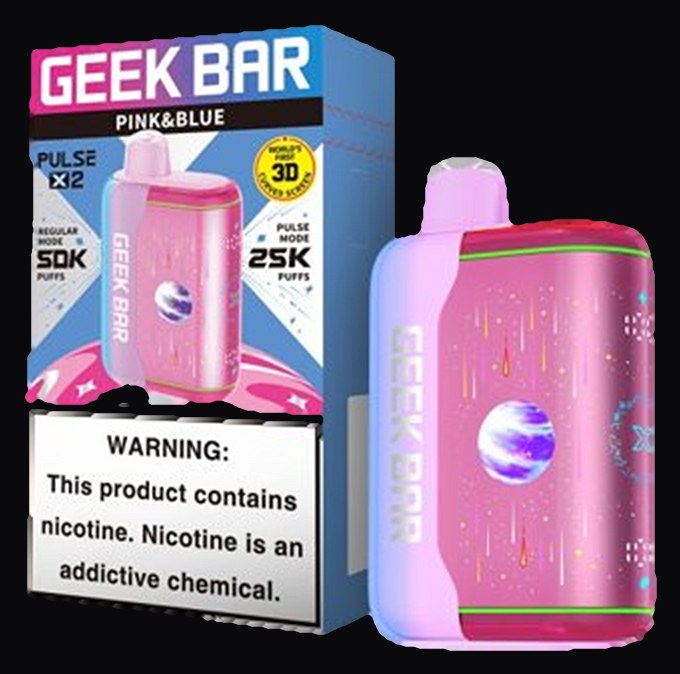 GEEK BAR
PINK&BLUE
PULSE
X2
WORLD'S
FIRST
3D
CURVED SCREEN
REGULAR
MODE
50K
PUFFS
PULSE
MODE
25K
PUFFS
GEEK BAR
WARNING:
This product contains
nicotine. Nicotine is an
addictive chemical.
GEEK BAR